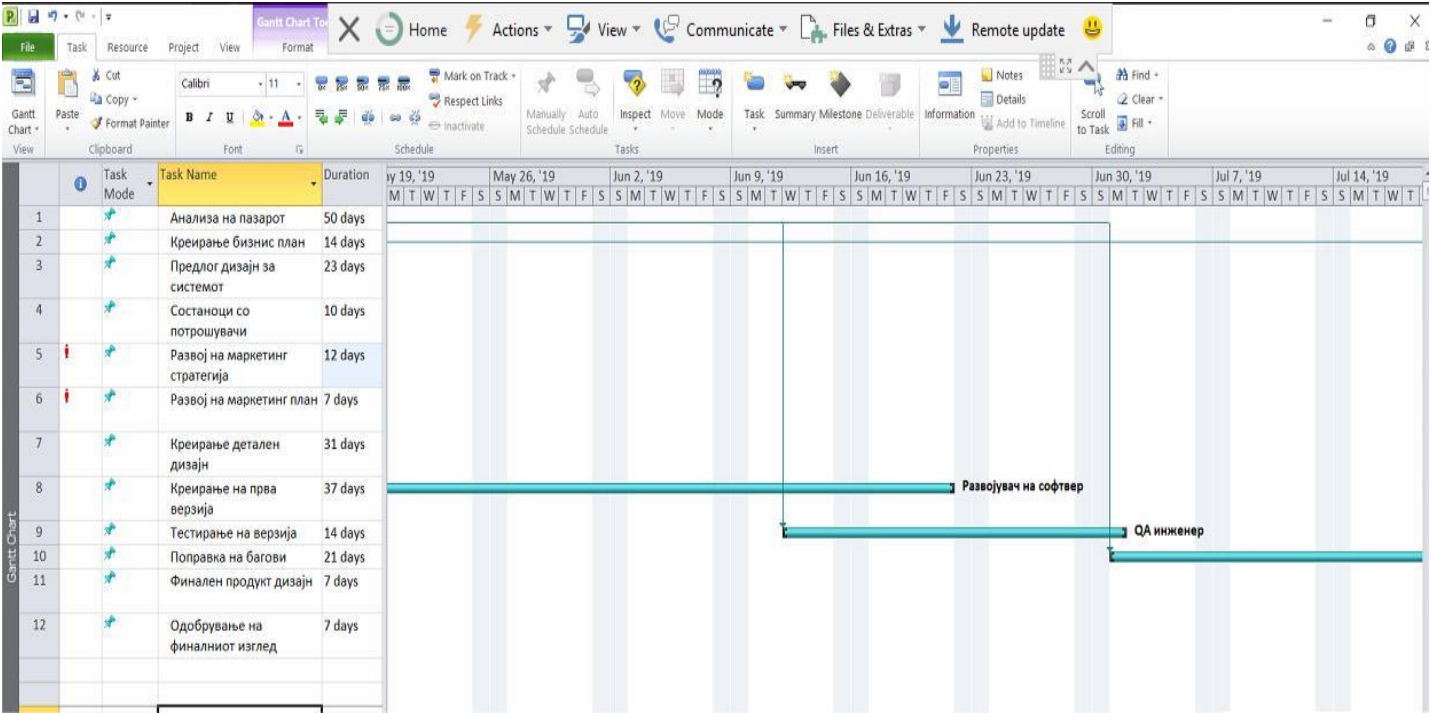 Gantt Chart Too
Home Actions View Communicate Files & Extras Remote update
File Task Resource Project View Format
Gantt Chart
View
Paste
Cut
Copy
Format Painter
Clipboard
Calibri 11
B I U A
Font
0% 25% 50% 75% 100%
Mark on Track
Respect Links
Inactivate
Schedule
Manually Schedule
Auto Schedule
Inspect Move Mode
Tasks
Task Summary Milestone Deliverable
Insert
Information
Notes
Details
Add to Timeline
Properties
Scroll to Task
Find
Clear
Fill
Editing
Task Mode Task Name Duration
ay 19, '19 May 26, '19 Jun 2, '19 Jun 9, '19 Jun 16, '19 Jun 23, '19 Jun 30, '19 Jul 7, '19 Jul 14, '19
M T W T F S S M T W T F S S M T W T F S S M T W T F S S M T W T F S S M T W T F S S M T W T F S S M T W T F S S M T W T
1 Анализа на пазарот 50 days
2 Креирање бизнис план 14 days
3 Предлог дизајн за 23 days
системот
4 Состаноци со 10 days
потрошувачи
5 Развој на маркетинг 12 days
стратегија
6 Развој на маркетинг план 7 days
7 Креирање детален 31 days
дизајн
8 Креирање на прва 37 days
верзија
Развојувач на софтвер
9 Тестирање на верзија 14 days
QA инженер
10 Поправка на багови 21 days
11 Финален продукт дизајн 7 days
12 Одобрување на 7 days
финалниот изглед
Gantt Chart